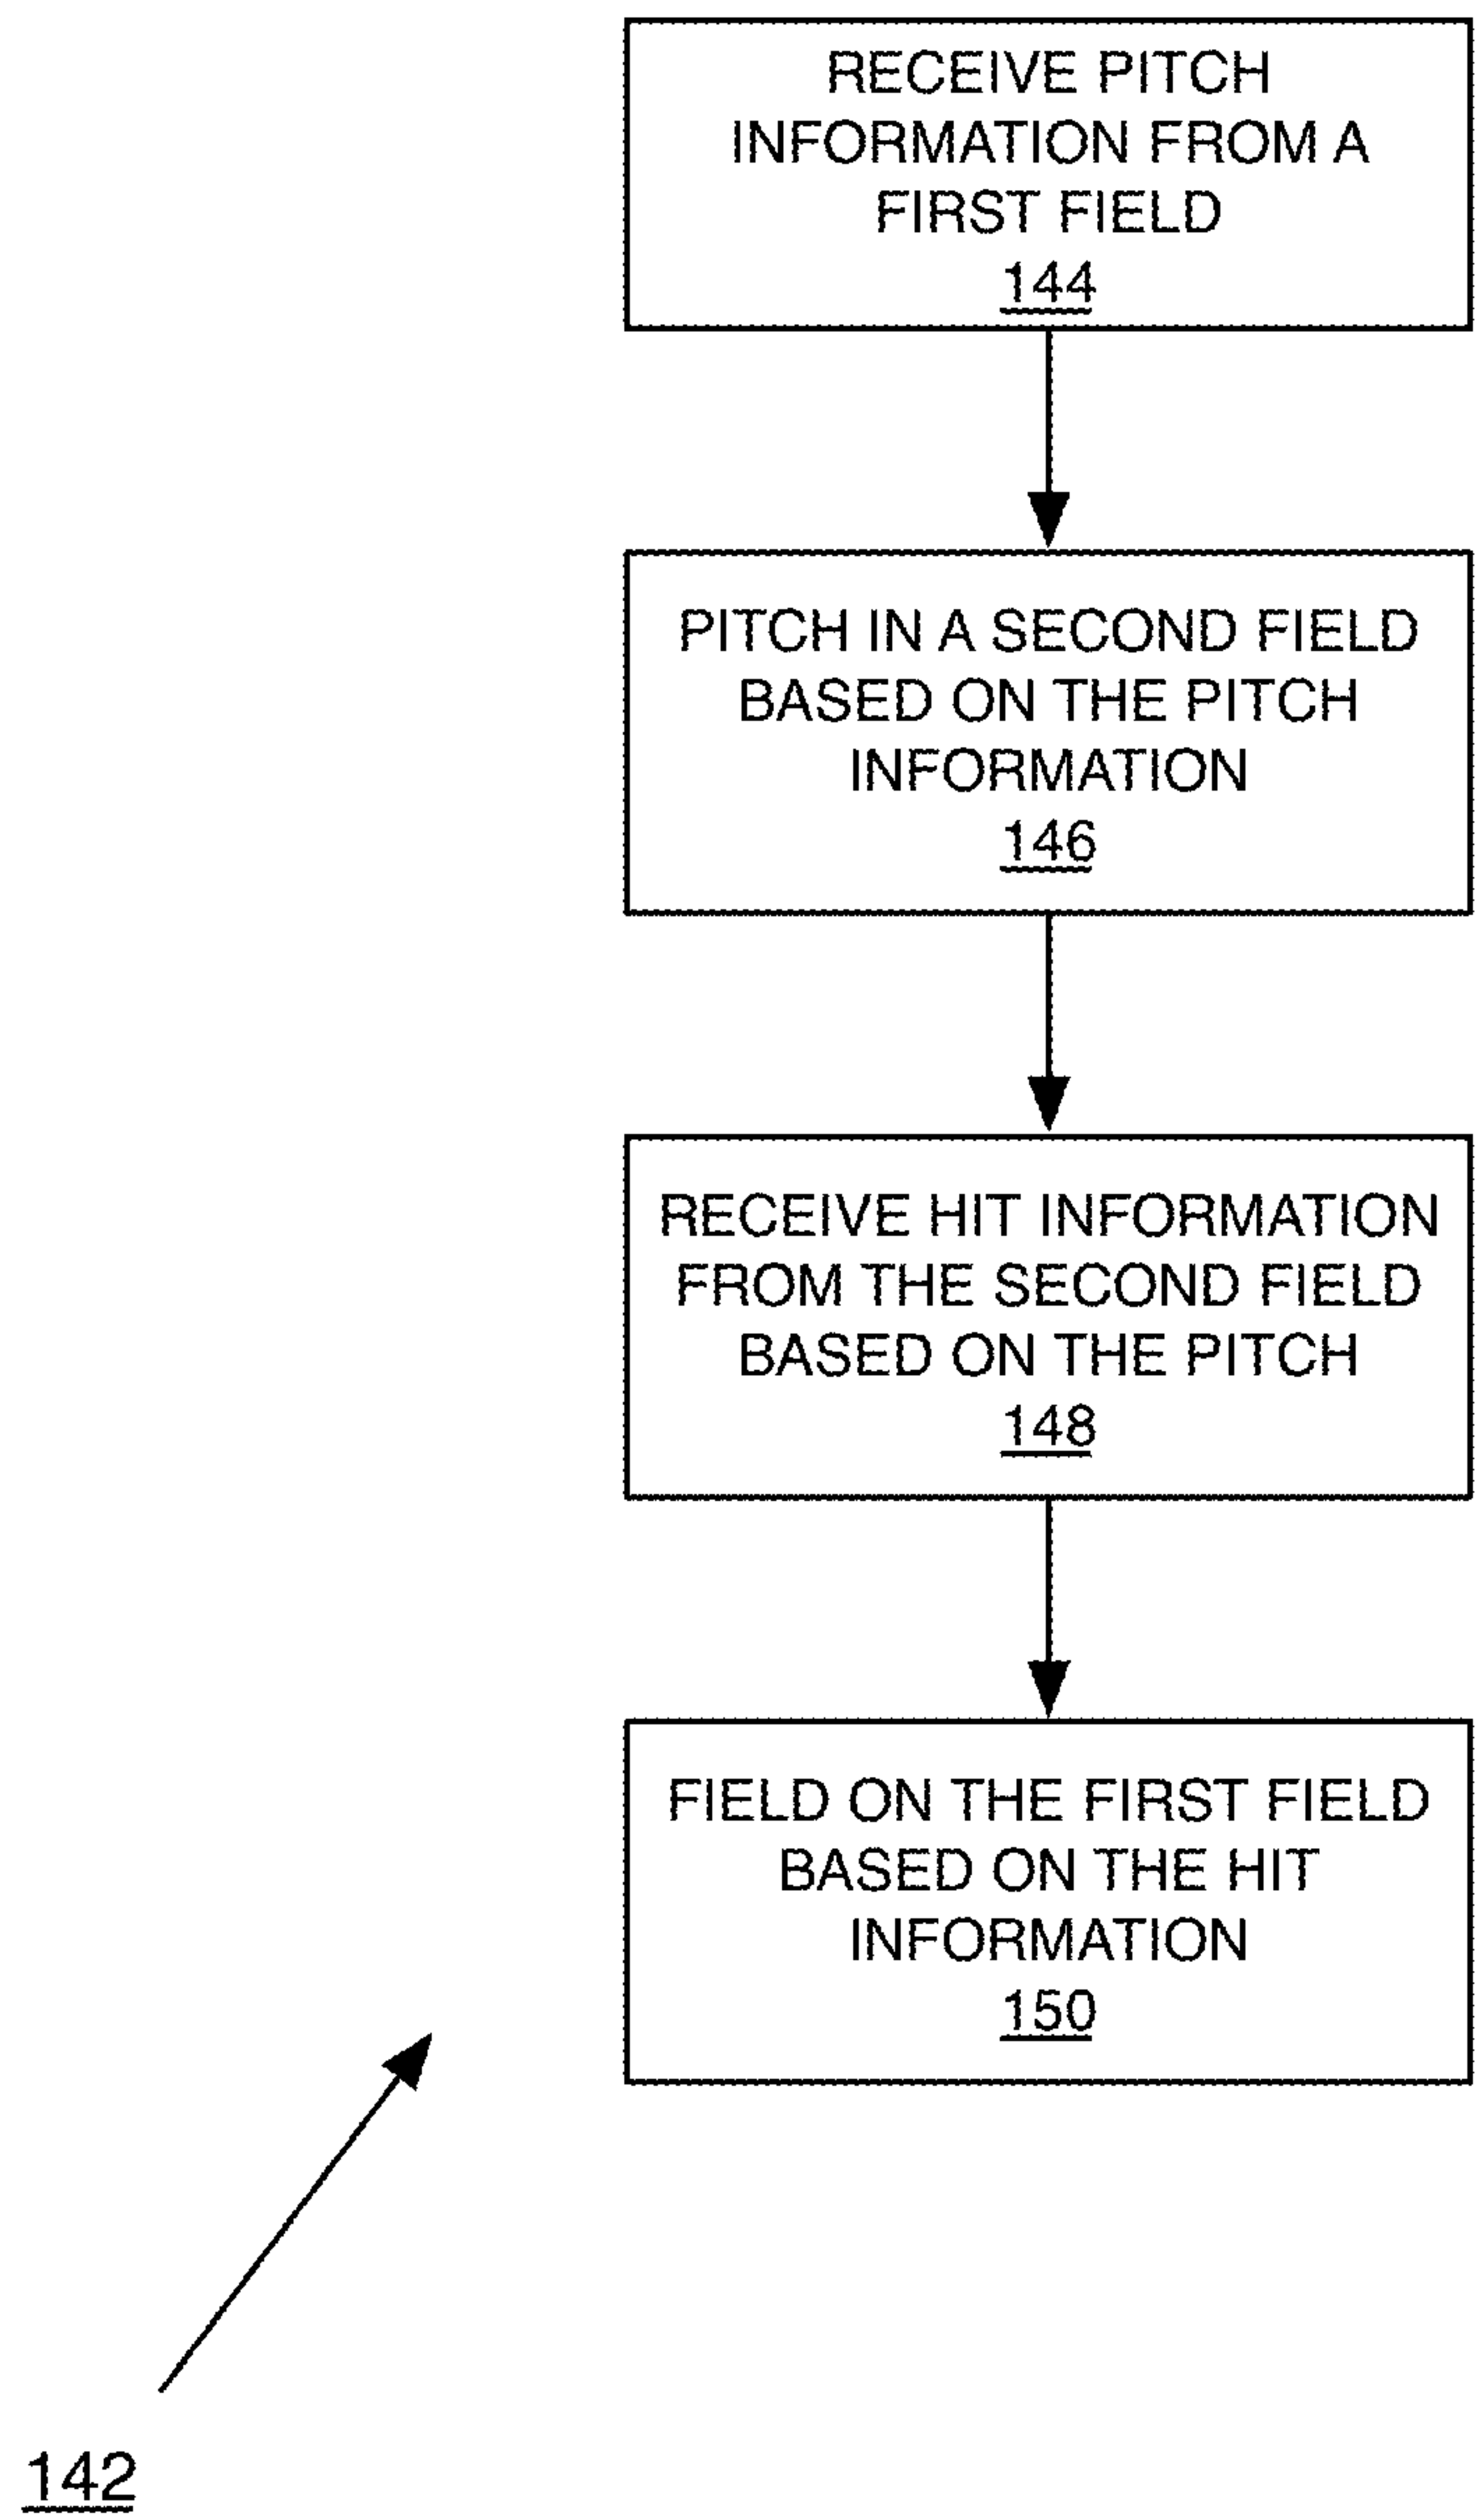 RECEIVE PITCH
INFORMATION FROM A
FIRST FIELD
144
PITCH IN A SECOND FIELD
BASED ON THE PITCH
INFORMATION
146
RECEIVE HIT INFORMATION
FROM THE SECOND FIELD
BASED ON THE PITCH
148
FIELD ON THE FIRST FIELD
BASED ON THE HIT
INFORMATION
150
142